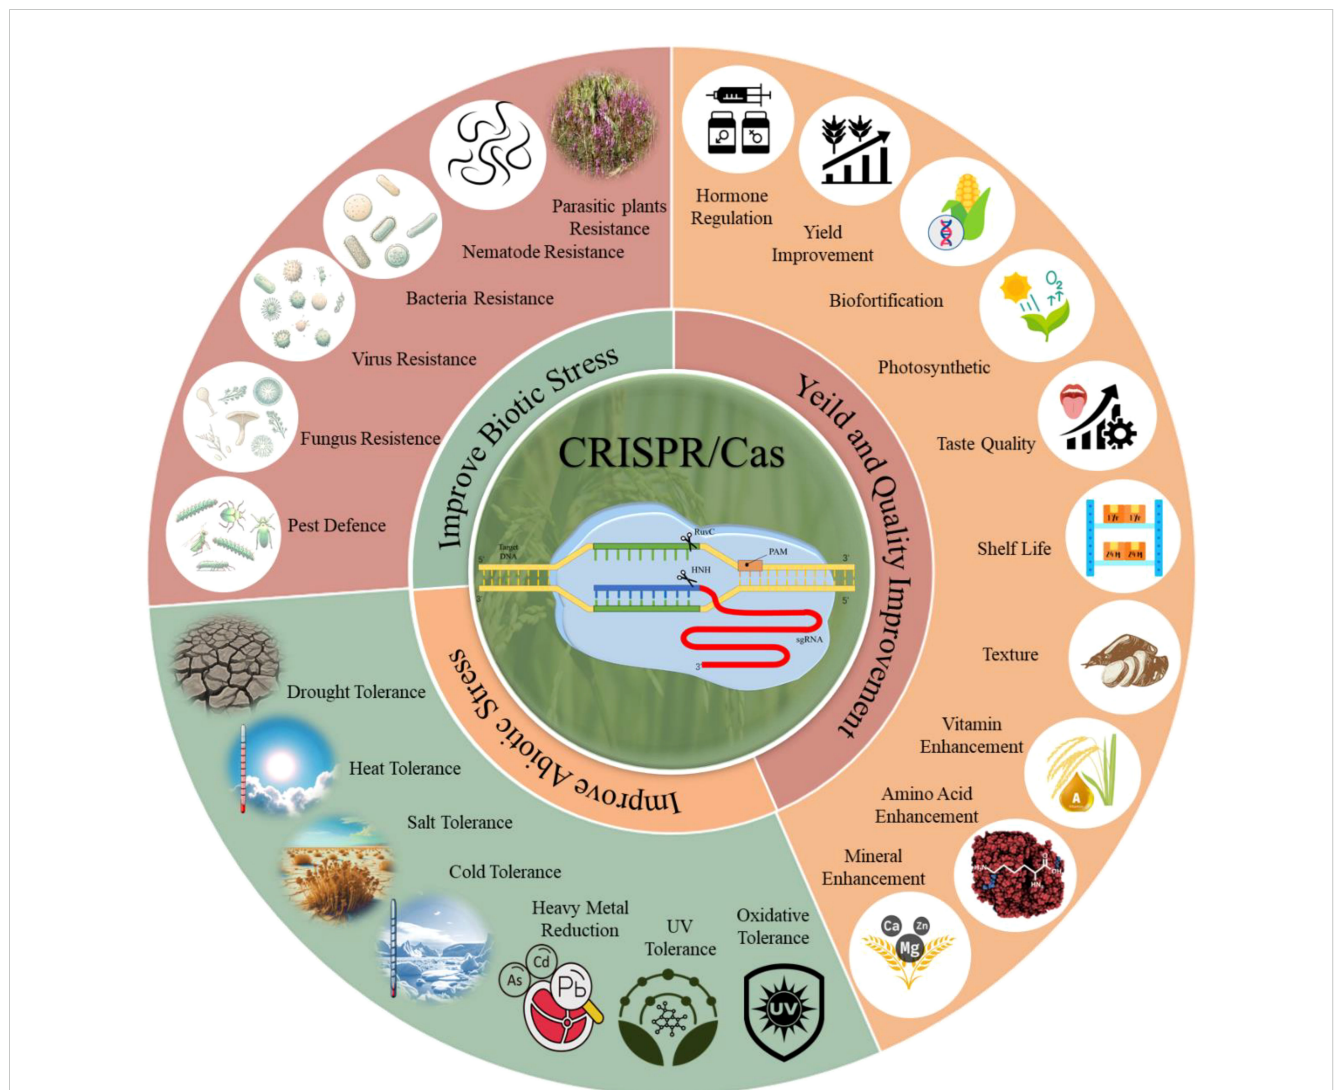 Parasitic plants
Resistance
Nematode Resistance
Bacteria Resistance
Virus Resistance
Fungus Resistence
Pest Defence
Hormone
Regulation
Yield
Improvement
Biofortification
O2
Photosynthetic
Taste Quality
Shelf Life
Texture
Vitamin
Enhancement
A
Amino Acid
Enhancement
Mineral
Enhancement
Ca
Zn
Mg
Improve Biotic Stress
Yeild and Quality Improvement
Improve Abiotic Stress
CRISPR/Cas
RuvC
Target
DNA
PAM
HNH
5'
3'
3'
5'
sgRNA
3'
Drought Tolerance
Heat Tolerance
Salt Tolerance
Cold Tolerance
Heavy Metal
Reduction
As
Cd
Pb
UV
Tolerance
Oxidative
Tolerance
UV